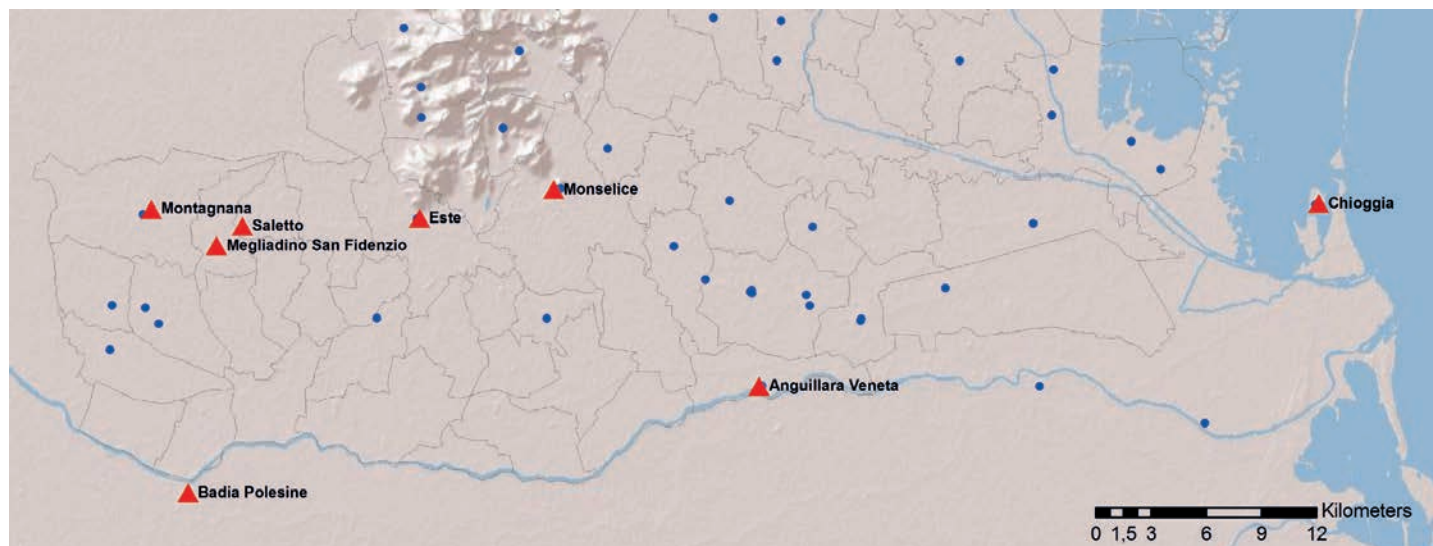 Monselice
Montagnana
Chioggia
Este
Saletto
Megliadino San Fidenzio
Anguillara Veneta
Badia Polesine
Kilometers
0 1,5 3 6 9 12